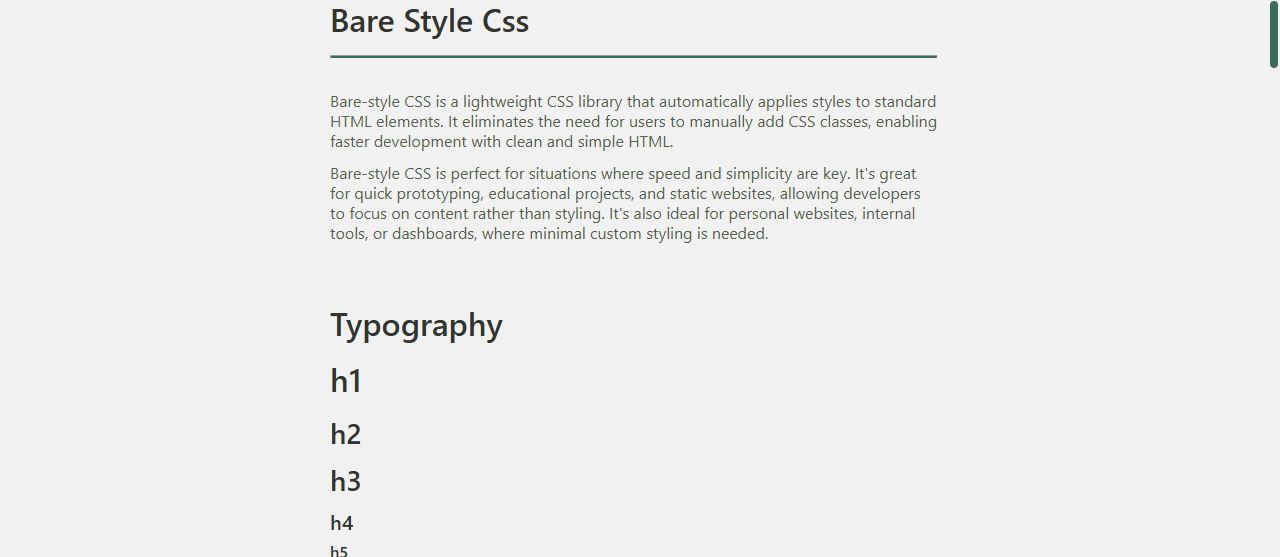 Bare Style Css
Bare-style CSS is a lightweight CSS library that automatically applies styles to standard
HTML elements. It eliminates the need for users to manually add CSS classes, enabling
faster development with clean and simple HTML.
Bare-style CSS is perfect for situations where speed and simplicity are key. It's great
for quick prototyping, educational projects, and static websites, allowing developers
to focus on content rather than styling. It's also ideal for personal websites, internal
tools, or dashboards, where minimal custom styling is needed.
Typography
h1
h2
h3
h4
h5